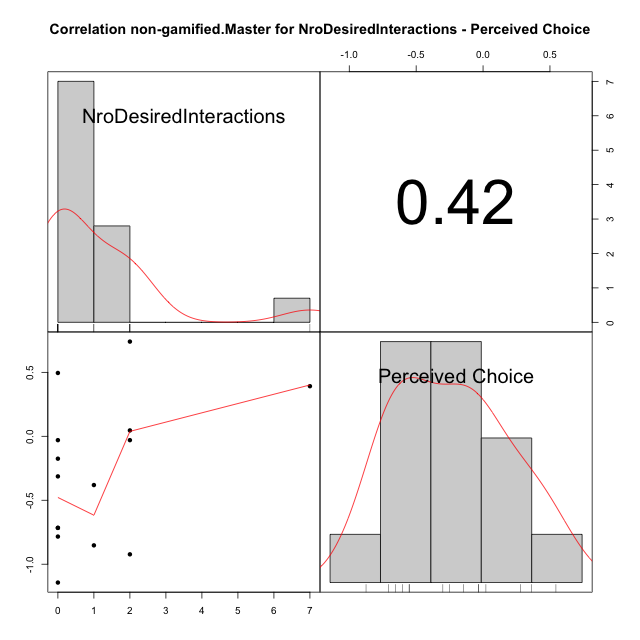 Correlation non-gamified.Master for NroDesiredInteractions - Perceived Choice
-1.0 -0.5 0.0 0.5
NroDesiredInteractions
0.42
7
6
5
4
3
2
1
0
Perceived Choice
0.5
0.0
-0.5
-1.0
0 1 2 3 4 5 6 7